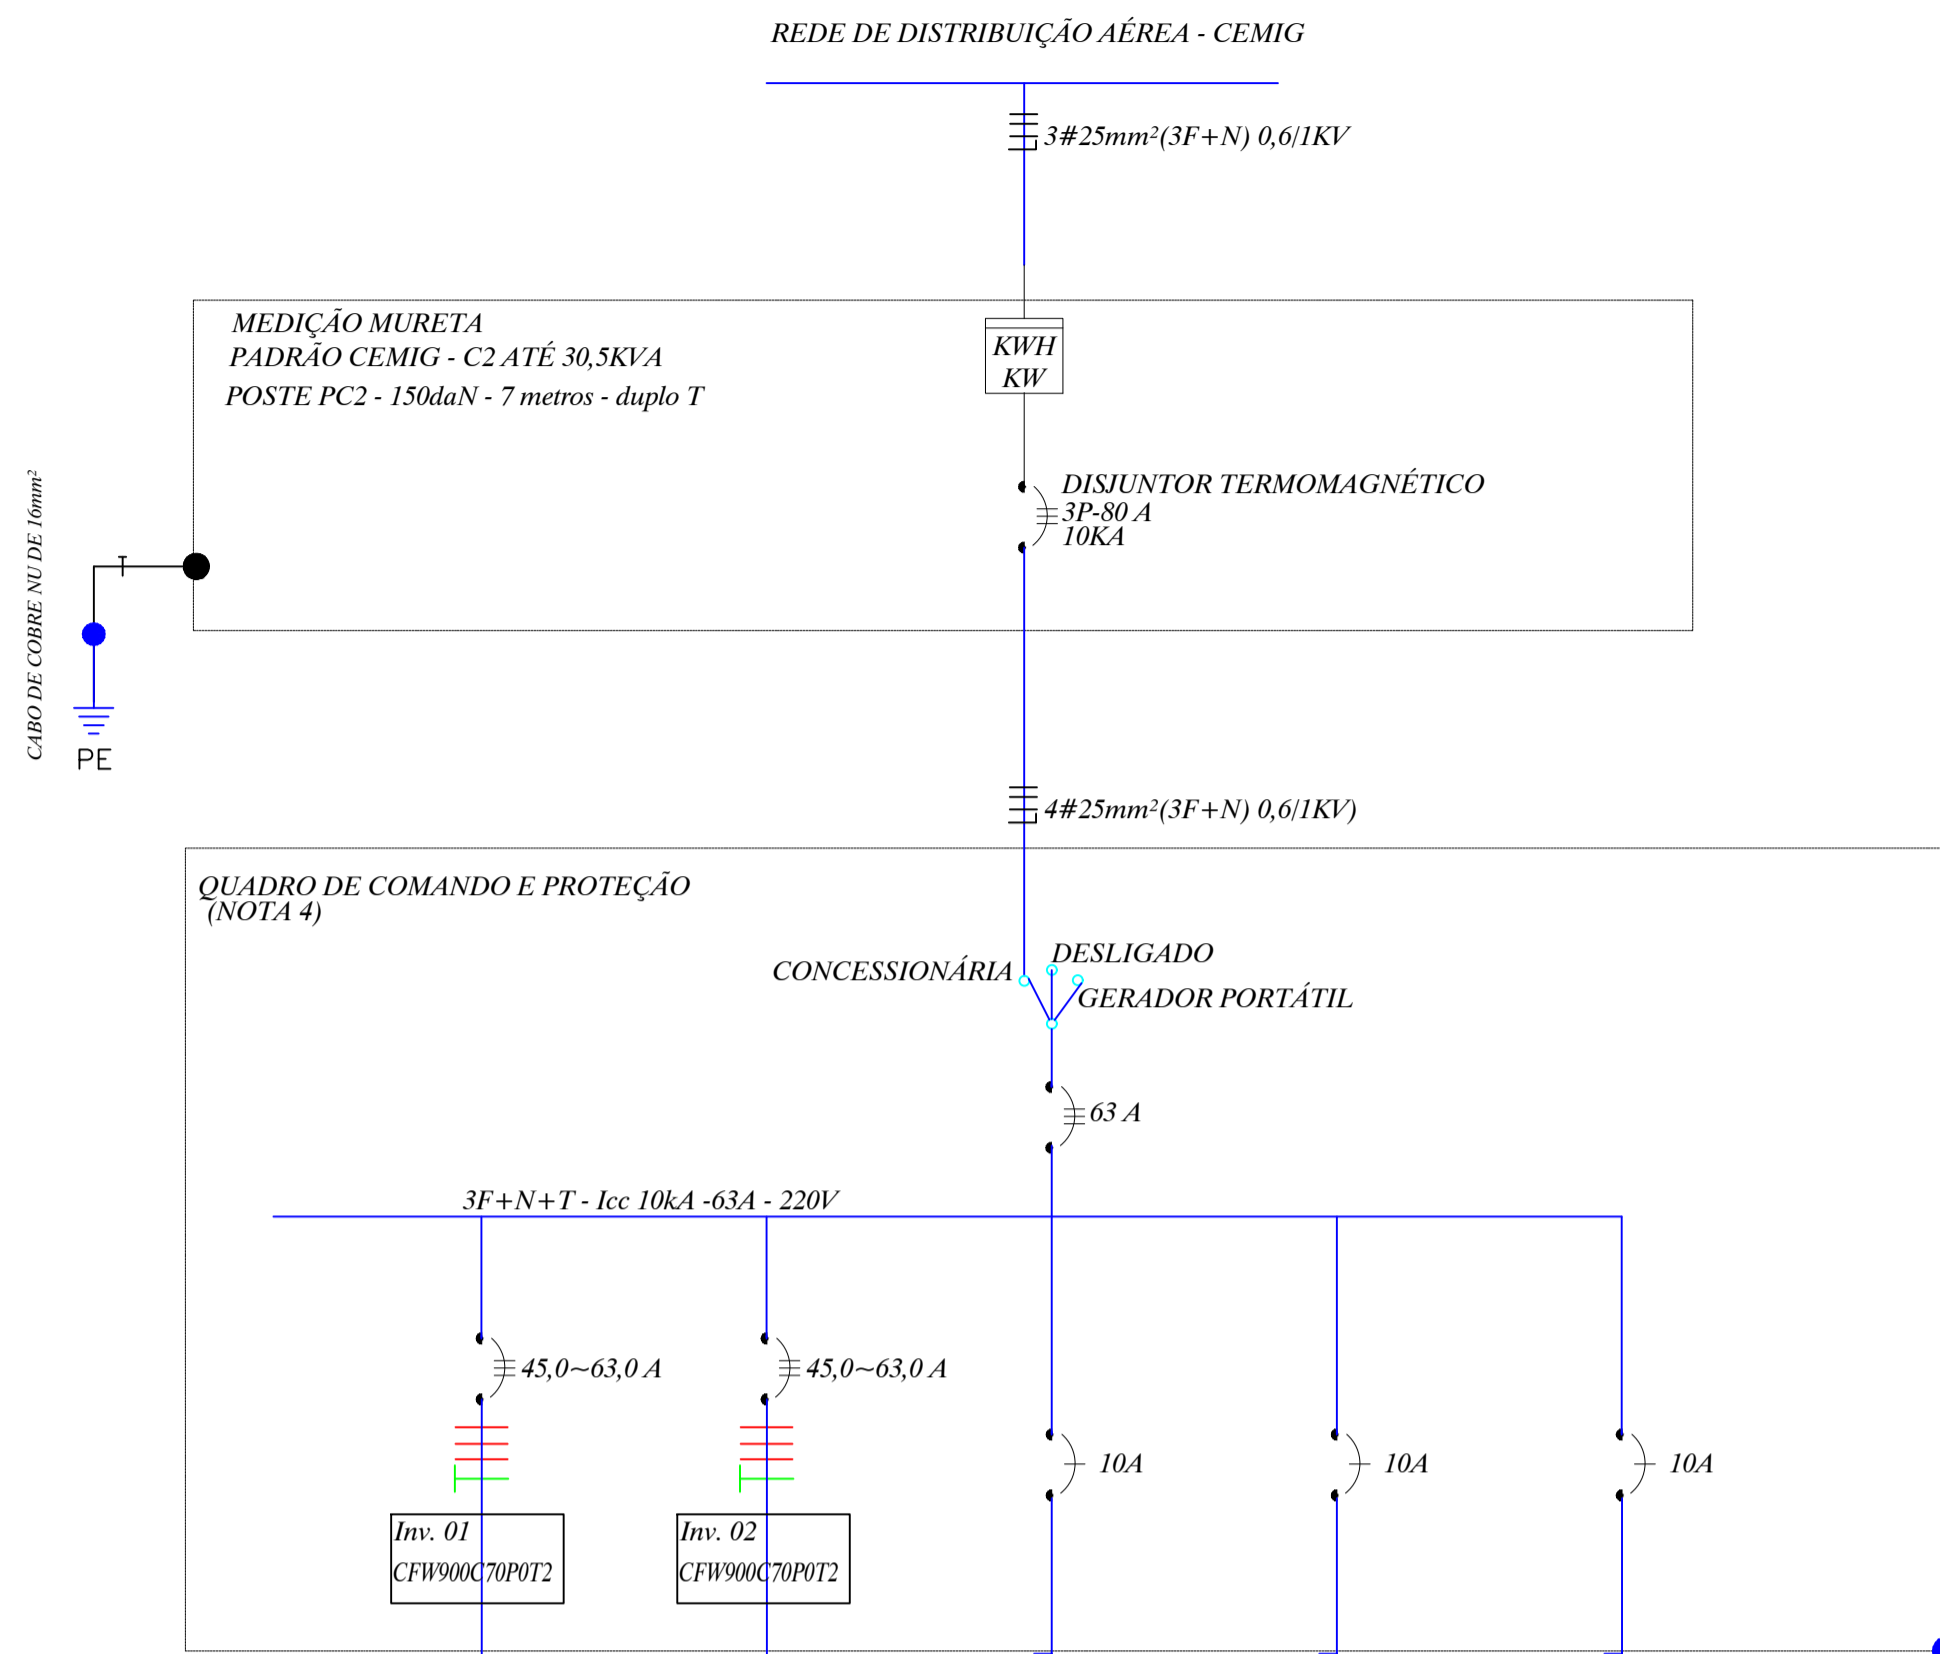 REDE DE DISTRIBUIÇÃO AÉREA - CEMIG
3#25mm²(3F+N) 0,6/1KV
MEDIÇÃO MURETA
PADRÃO CEMIG - C2 ATÉ 30,5KVA
POSTE PC2 - 150daN - 7 metros - duplo T
KWH
KW
DISJUNTOR TERMOMAGNÉTICO
3P-80 A
10KA
CABO DE COBRE NU DE 16mm²
T
PE
4#25mm²(3F+N) 0,6/1KV)
QUADRO DE COMANDO E PROTEÇÃO
(NOTA 4)
DESLIGADO
CONCESSIONÁRIA
GERADOR PORTÁTIL
63 A
3F+N+T - Icc 10kA -63A - 220V
45,0~63,0 A
45,0~63,0 A
10A
10A
10A
Inv. 01
CFW900C70P0T2
Inv. 02
CFW900C70P0T2